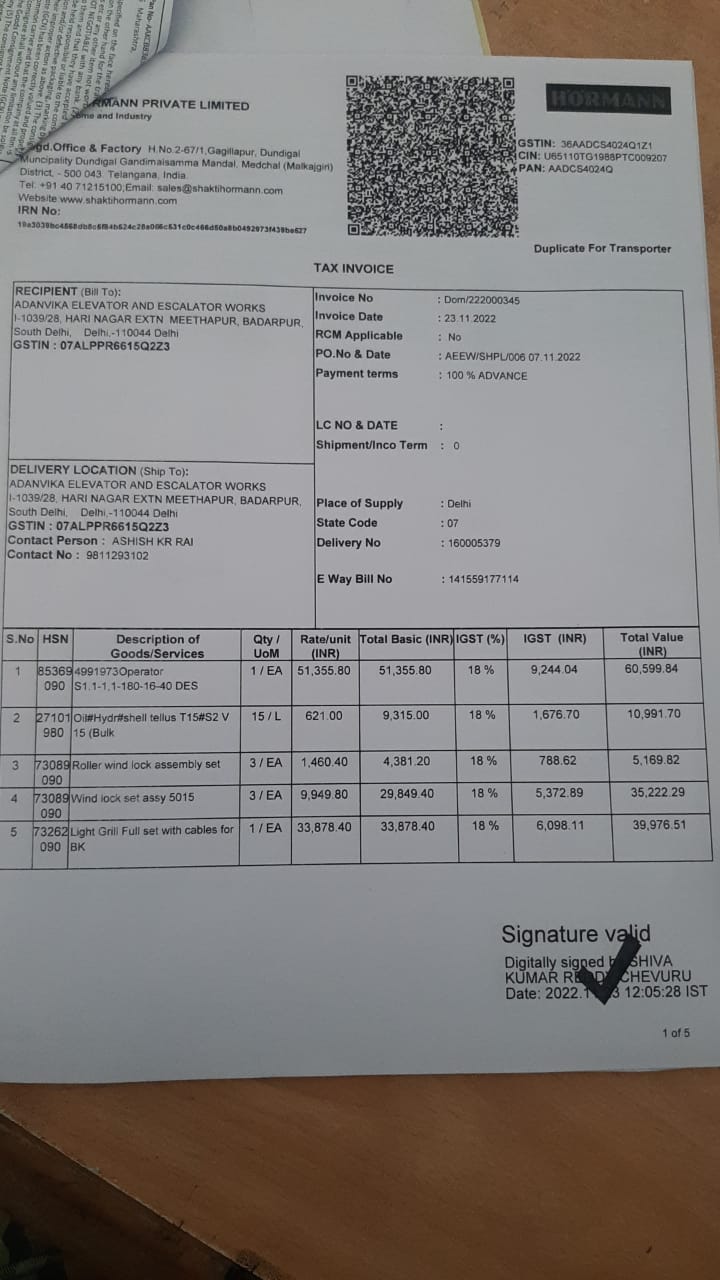 RMANN PRIVATE LIMITED
me and Industry
HÖRMANN
gd.Office & Factory H.No.2-67/1,Gagillapur, Dundigal
Muncipality Dundigal Gandimaisamma Mandal, Medchal (Malkajgiri)
District, - 500 043. Telangana, India.
Tel: +91 40 71215100;Email: sales@shaktihormann.com
Website:www.shaktihormann.com
IRN No:
GSTIN: 36AADCS4024Q1Z1
CIN: U65110TG1988PTC009207
PAN: AADCS4024Q
Duplicate For Transporter
TAX INVOICE
RECIPIENT (Bill To):
ADANVIKA ELEVATOR AND ESCALATOR WORKS
I-1039/28, HARI NAGAR EXTN MEETHAPUR, BADARPUR,
South Delhi, Delhi,-110044 Delhi
GSTIN : 07ALPPR6615Q2Z3
Invoice No : Dom/222000345
Invoice Date : 23.11.2022
RCM Applicable : No
PO.No & Date : AEEW/SHPL/006 07.11.2022
Payment terms : 100 % ADVANCE
LC NO & DATE :
Shipment/Inco Term : 0
DELIVERY LOCATION (Ship To):
ADANVIKA ELEVATOR AND ESCALATOR WORKS
I-1039/28, HARI NAGAR EXTN MEETHAPUR, BADARPUR,
South Delhi, Delhi,-110044 Delhi
GSTIN : 07ALPPR6615Q2Z3
Contact Person : ASHISH KR RAI
Contact No : 9811293102
Place of Supply : Delhi
State Code : 07
Delivery No : 160005379
E Way Bill No : 141559177114
S.No HSN Description of Goods/Services Qty / UoM Rate/unit (INR) Total Basic (INR) IGST (%) IGST (INR) Total Value (INR)
1 85369 4991973Operator 1 / EA 51,355.80 51,355.80 18 % 9,244.04 60,599.84
090 S1.1-1,1-180-16-40 DES
2 27101 Oil#Hydr#shell tellus T15#S2 V 15 / L 621.00 9,315.00 18 % 1,676.70 10,991.70
980 15 (Bulk
3 73089 Roller wind lock assembly set 3 / EA 1,460.40 4,381.20 18 % 788.62 5,169.82
090
4 73089 Wind lock set assy 5015 3 / EA 9,949.80 29,849.40 18 % 5,372.89 35,222.29
090
5 73262 Light Grill Full set with cables for 1 / EA 33,878.40 33,878.40 18 % 6,098.11 39,976.51
090 BK
Signature valid
Digitally signed by SHIVA
KUMAR REDDY CHEVURU
Date: 2022.11.23 12:05:28 IST
1 of 5